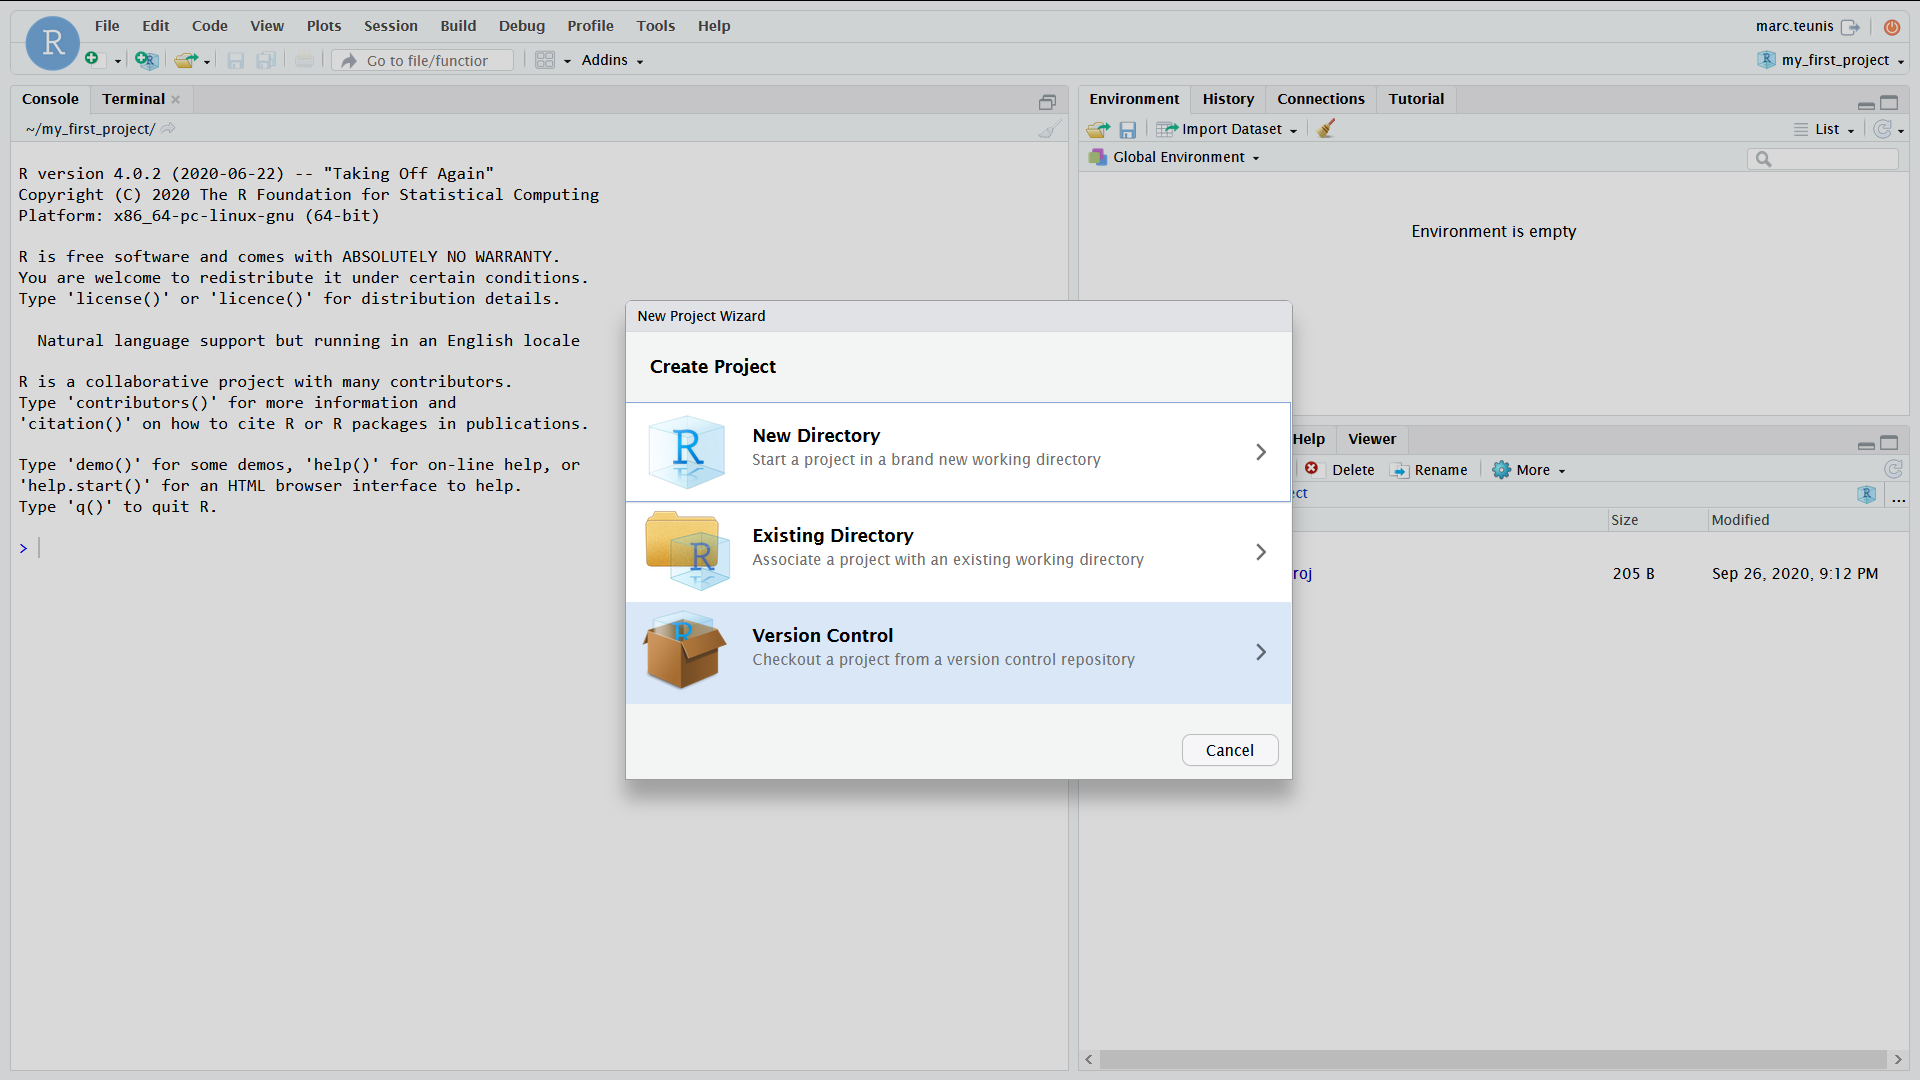 File Edit Code View Plots Session Build Debug Profile Tools Help
marc.teunis
R
Go to file/function
Addins
my_first_project
Console Terminal
~/my_first_project/
R version 4.0.2 (2020-06-22) -- "Taking Off Again"
Copyright (C) 2020 The R Foundation for Statistical Computing
Platform: x86_64-pc-linux-gnu (64-bit)
R is free software and comes with ABSOLUTELY NO WARRANTY.
You are welcome to redistribute it under certain conditions.
Type 'license()' or 'licence()' for distribution details.
Natural language support but running in an English locale
R is a collaborative project with many contributors.
Type 'contributors()' for more information and
'citation()' on how to cite R or R packages in publications.
Type 'demo()' for some demos, 'help()' for on-line help, or
'help.start()' for an HTML browser interface to help.
Type 'q()' to quit R.
>
Environment History Connections Tutorial
Import Dataset
List
Global Environment
Environment is empty
New Project Wizard
Create Project
New Directory
Start a project in a brand new working directory
Existing Directory
Associate a project with an existing working directory
Version Control
Checkout a project from a version control repository
Cancel
Help Viewer
Delete Rename More
ect
...
Size Modified
roj 205 B Sep 26, 2020, 9:12 PM